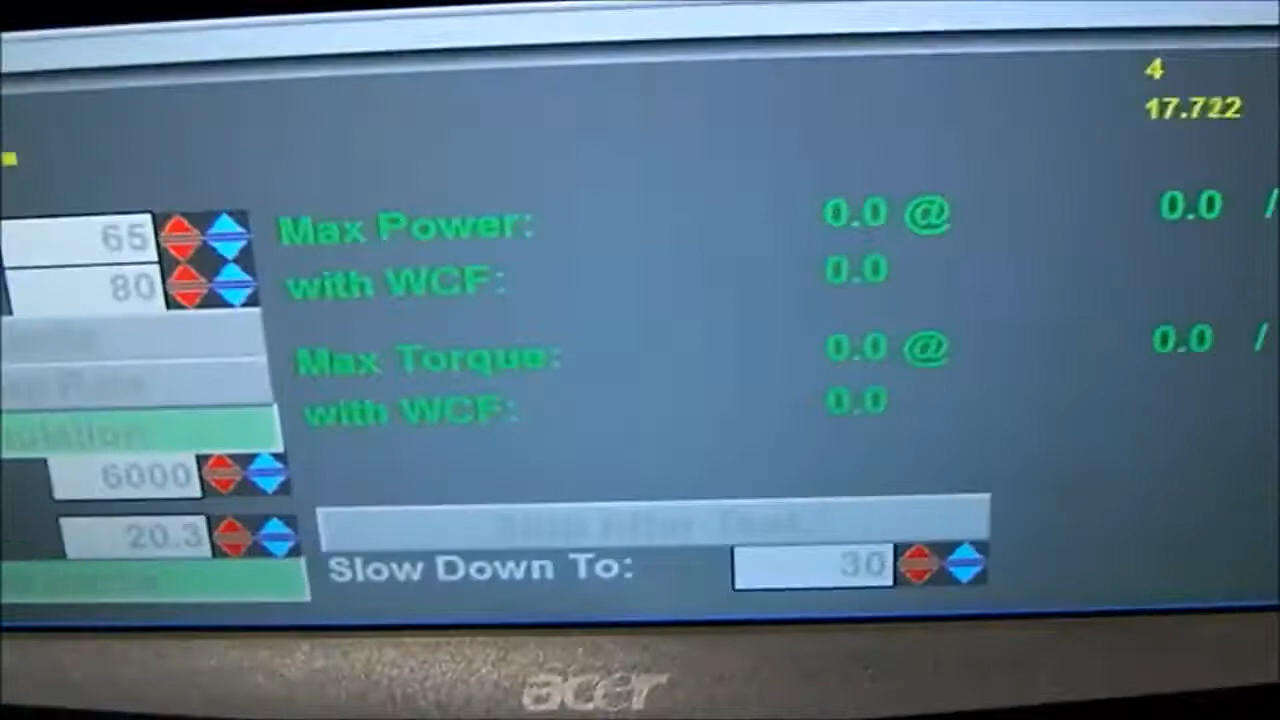 4
17.722
65
80
Max Power: 0.0 @ 0.0 /
with WCF: 0.0
Max Torque: 0.0 @ 0.0 /
with WCF: 0.0
6000
20.3
Slow Down To: 30
acer